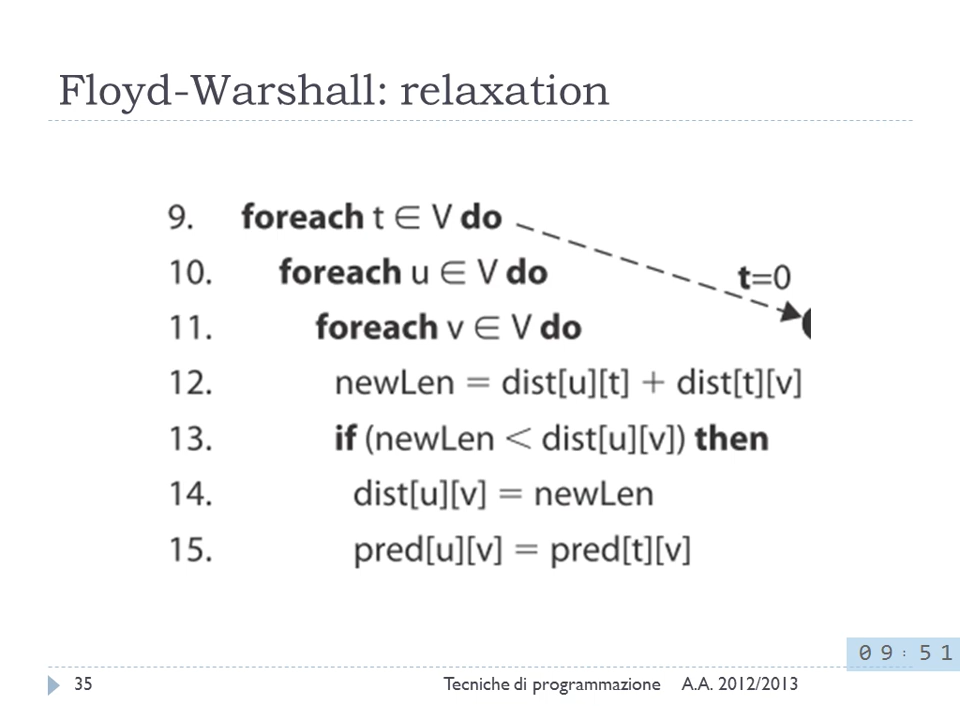 Floyd-Warshall: relaxation
9. foreach t ∈ V do
t=0
10. foreach u ∈ V do
11. foreach v ∈ V do
12. newLen = dist[u][t] + dist[t][v]
13. if (newLen < dist[u][v]) then
14. dist[u][v] = newLen
15. pred[u][v] = pred[t][v]
09:51
35 Tecniche di programmazione A.A. 2012/2013